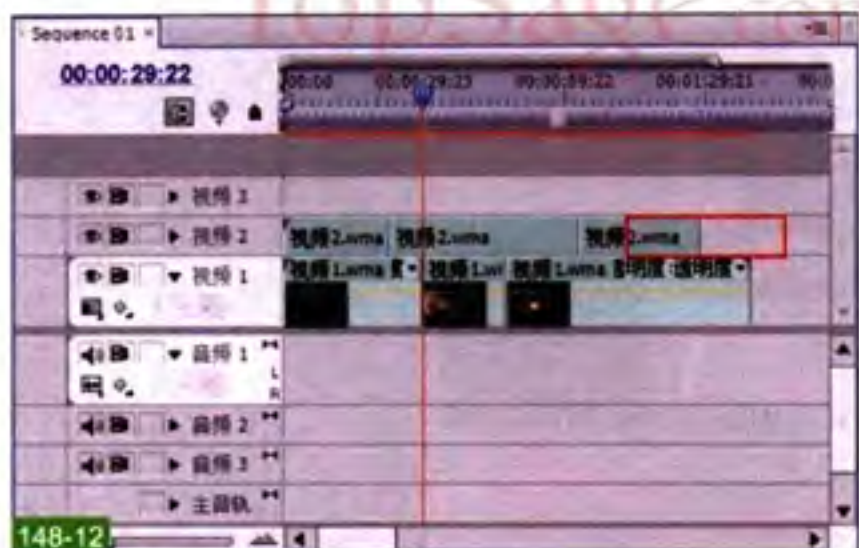 TopSage.com
Sequence 01
00:00:29:22
00:00
00:00:29:23
00:00:59:22
00:01:29:21
视频 3
视频 2
视频2.wma
视频2.wma
视频2.wma
视频 1
视频1.wma
视频1.wm
视频1.wma
透明度:透明度
音频 1
L
R
音频 2
音频 3
主音轨
148-12